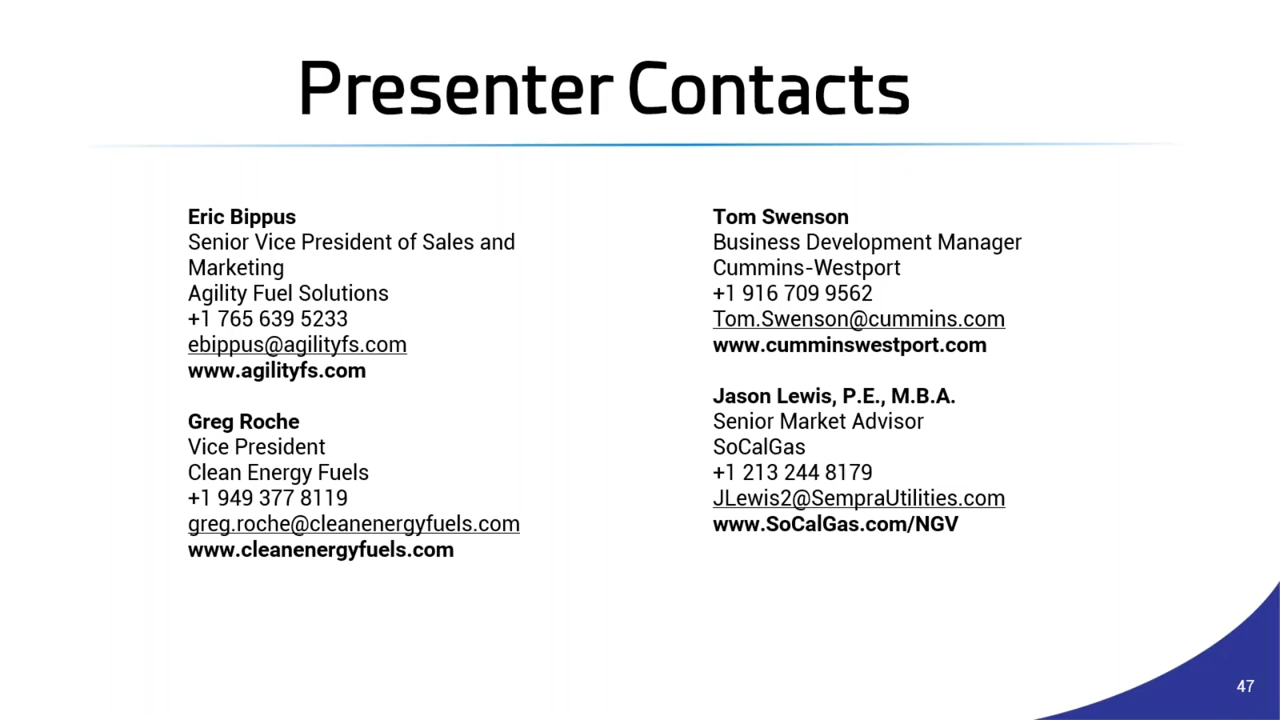 Presenter Contacts
Eric Bippus
Senior Vice President of Sales and
Marketing
Agility Fuel Solutions
+1 765 639 5233
ebippus@agilityfs.com
www.agilityfs.com
Greg Roche
Vice President
Clean Energy Fuels
+1 949 377 8119
greg.roche@cleanenergyfuels.com
www.cleanenergyfuels.com
Tom Swenson
Business Development Manager
Cummins-Westport
+1 916 709 9562
Tom.Swenson@cummins.com
www.cumminswestport.com
Jason Lewis, P.E., M.B.A.
Senior Market Advisor
SoCalGas
+1 213 244 8179
JLewis2@SempraUtilities.com
www.SoCalGas.com/NGV
47